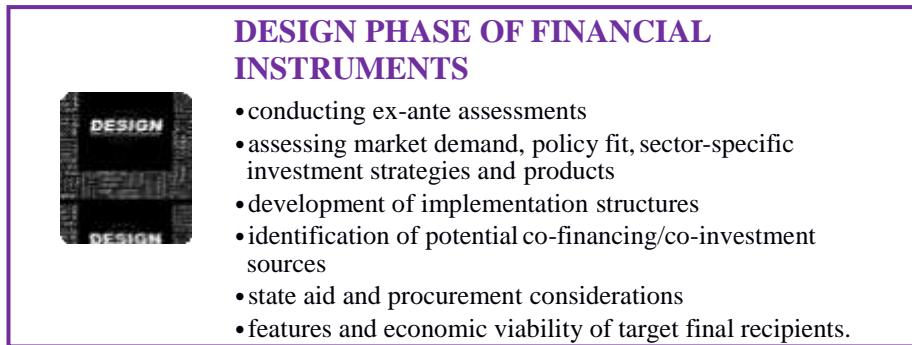 DESIGN PHASE OF FINANCIAL
INSTRUMENTS
DESIGN
DESIGN
•conducting ex-ante assessments
•assessing market demand, policy fit, sector-specific
investment strategies and products
•development of implementation structures
•identification of potential co-financing/co-investment
sources
•state aid and procurement considerations
•features and economic viability of target final recipients.